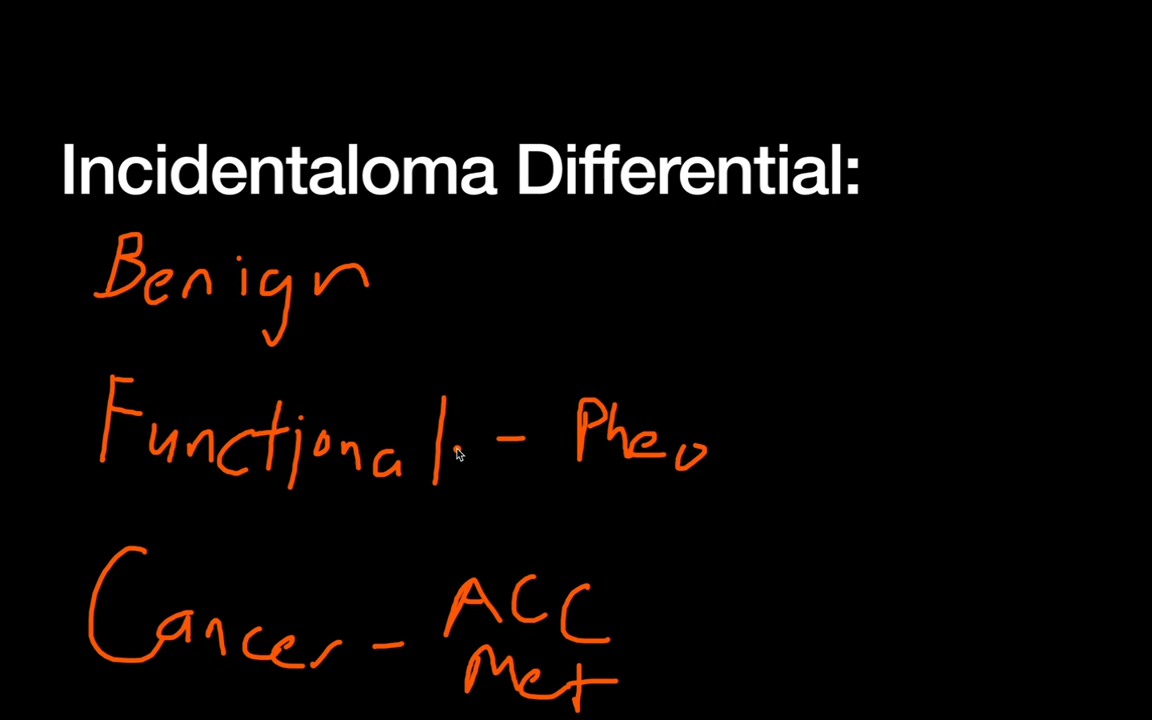 Incidentaloma Differential:
Benign
Functional - Pheo
Cancer - ACC
Met